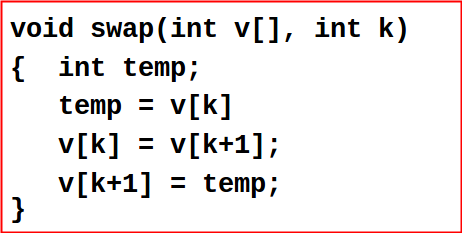 void swap(int v[], int k)
{  int temp;
   temp = v[k]
   v[k] = v[k+1];
   v[k+1] = temp;
}